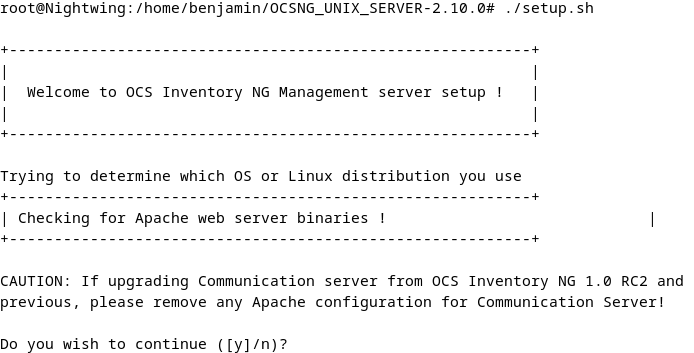 root@Nightwing:/home/benjamin/OCSNG_UNIX_SERVER-2.10.0# ./setup.sh

+----------------------------------------------------------+
|                                                          |
|  Welcome to OCS Inventory NG Management server setup !   |
|                                                          |
+----------------------------------------------------------+

Trying to determine which OS or Linux distribution you use
+----------------------------------------------------------+
| Checking for Apache web server binaries !                             |
+----------------------------------------------------------+

CAUTION: If upgrading Communication server from OCS Inventory NG 1.0 RC2 and
previous, please remove any Apache configuration for Communication Server!

Do you wish to continue ([y]/n)?